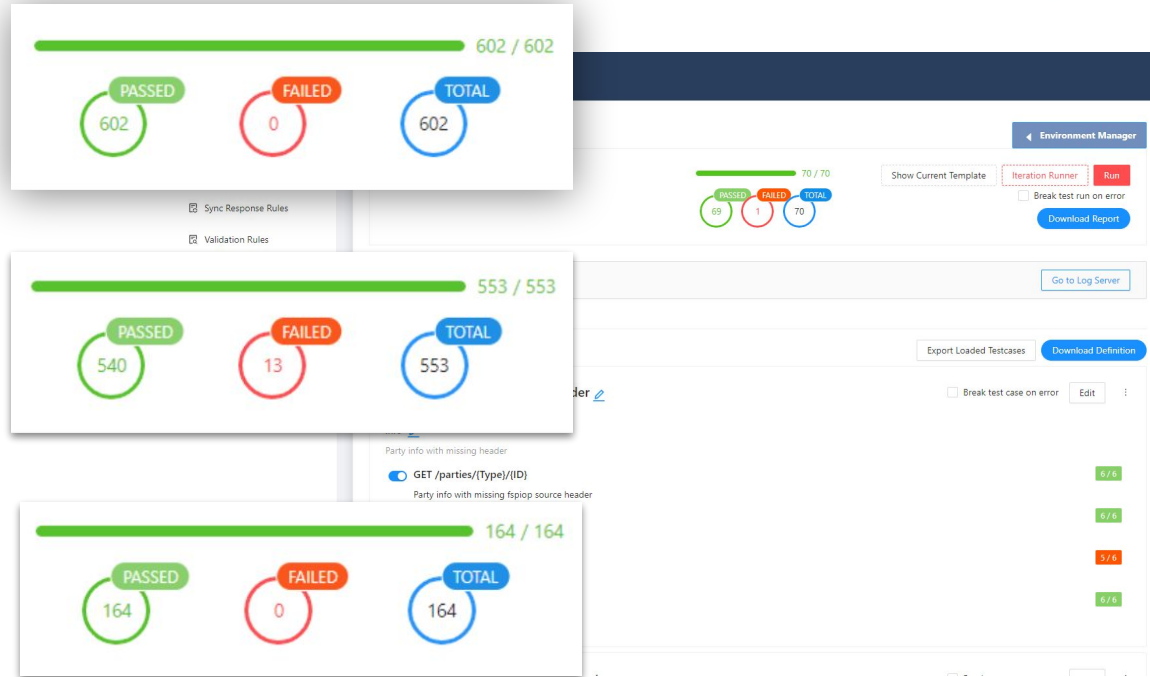 602 / 602
PASSED
FAILED
TOTAL
602
0
602
Environment Manager
70 / 70
Show Current Template
Iteration Runner
Run
PASSED
FAILED
TOTAL
69
1
70
Break test run on error
Download Report
Sync Response Rules
Validation Rules
553 / 553
PASSED
FAILED
TOTAL
540
13
553
Go to Log Server
Export Loaded Testcases
Download Definition
der
Break test case on error
Edit
Party info with missing header
GET /parties/{Type}/{ID}
6 / 6
Party info with missing fspiop source header
6 / 6
5 / 6
6 / 6
164 / 164
PASSED
FAILED
TOTAL
164
0
164